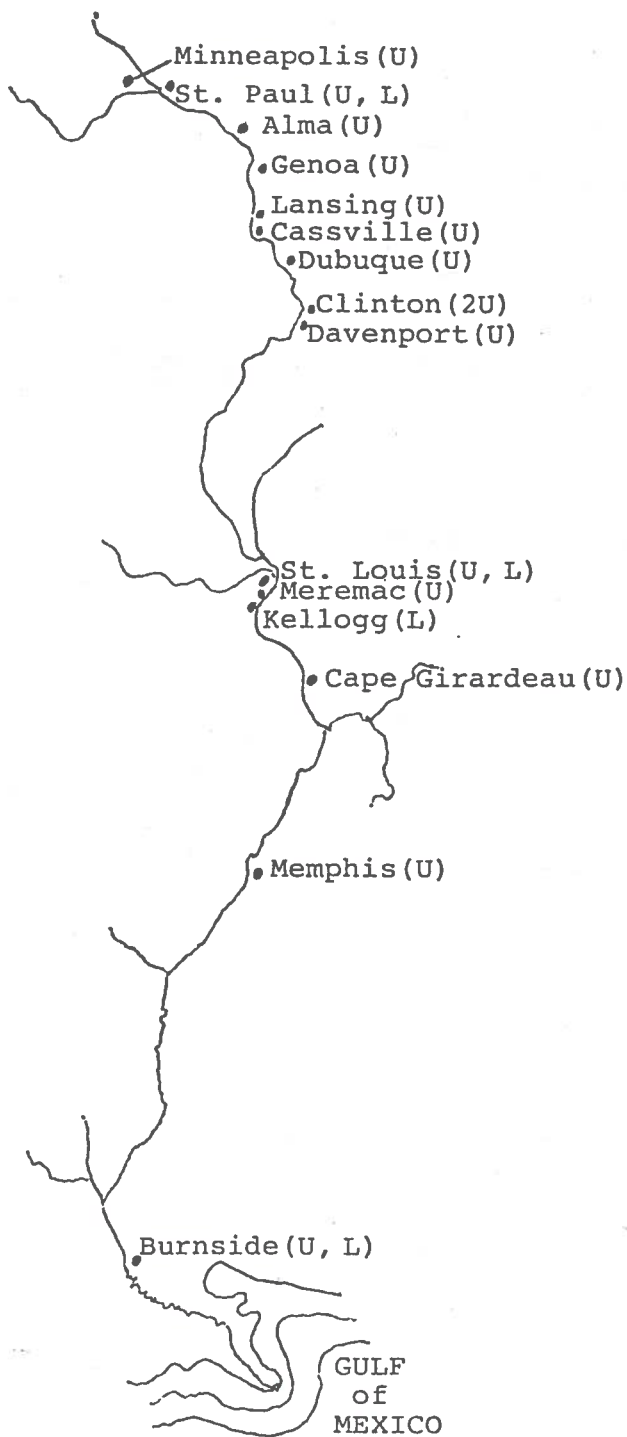 Minneapolis(U)
St. Paul(U, L)
Alma(U)
Genoa(U)
Lansing(U)
Cassville(U)
Dubuque(U)
Clinton(2U)
Davenport(U)
St. Louis(U, L)
Meremac(U)
Kellogg(L)
Cape Girardeau(U)
Memphis(U)
Burnside(U, L)
GULF
of
MEXICO